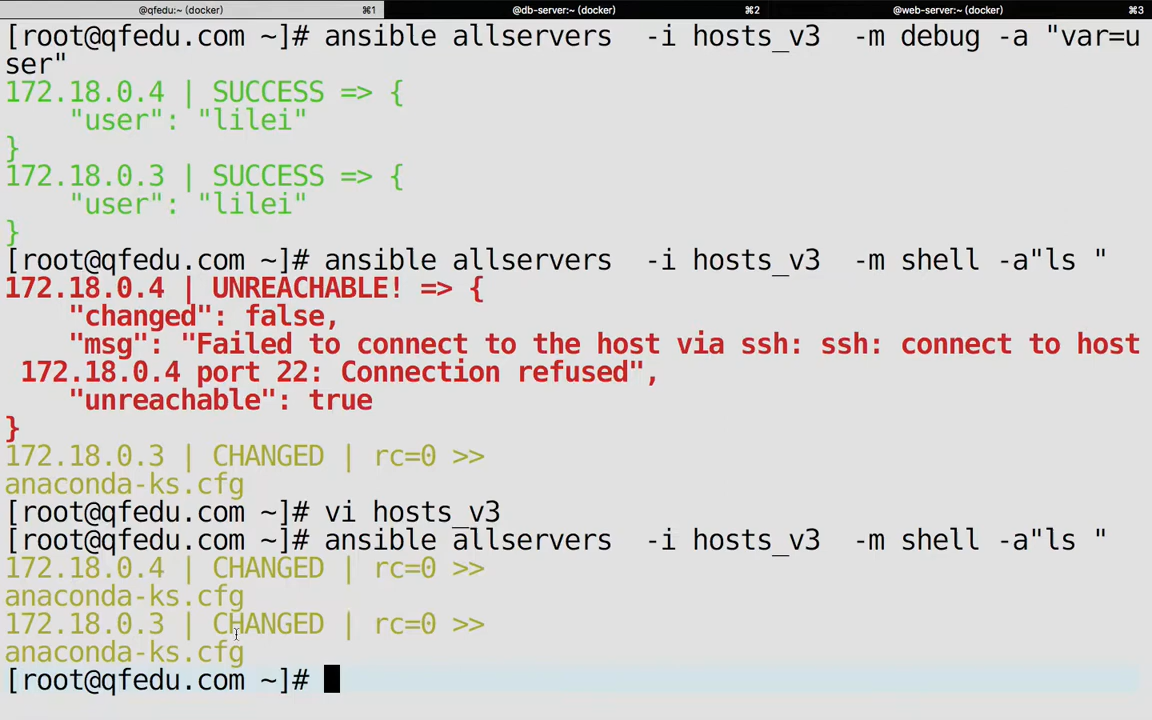 @qfedu:~ (docker) ⌘1 @db-server:~ (docker) ⌘2 @web-server:~ (docker) ⌘3
[root@qfedu.com ~]# ansible allservers  -i hosts_v3  -m debug -a "var=u
ser"
172.18.0.4 | SUCCESS => {
    "user": "lilei"
}
172.18.0.3 | SUCCESS => {
    "user": "lilei"
}
[root@qfedu.com ~]# ansible allservers  -i hosts_v3  -m shell -a"ls "
172.18.0.4 | UNREACHABLE! => {
    "changed": false,
    "msg": "Failed to connect to the host via ssh: ssh: connect to host
 172.18.0.4 port 22: Connection refused",
    "unreachable": true
}
172.18.0.3 | CHANGED | rc=0 >>
anaconda-ks.cfg
[root@qfedu.com ~]# vi hosts_v3
[root@qfedu.com ~]# ansible allservers  -i hosts_v3  -m shell -a"ls "
172.18.0.4 | CHANGED | rc=0 >>
anaconda-ks.cfg
172.18.0.3 | CHANGED | rc=0 >>
anaconda-ks.cfg
[root@qfedu.com ~]#